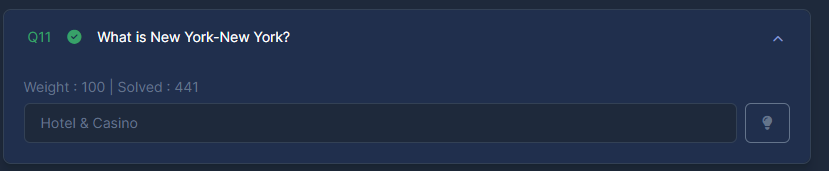 Q11 What is New York-New York?
Weight : 100 | Solved : 441
Hotel & Casino